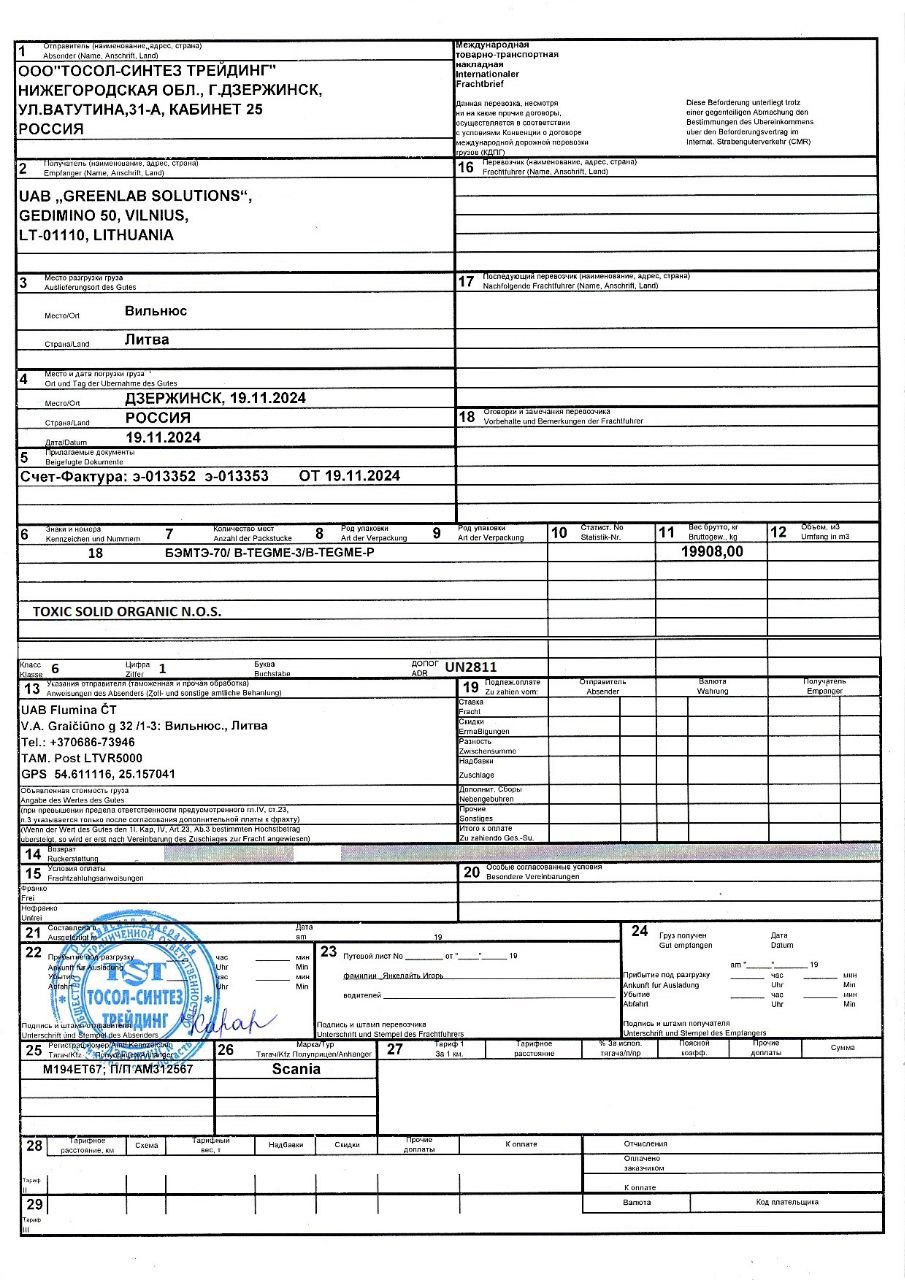 1 Отправитель (наименование, адрес, страна)
Absender (Name, Anschrift, Land)
ООО"ТОСОЛ-СИНТЕЗ ТРЕЙДИНГ"
НИЖЕГОРОДСКАЯ ОБЛ., Г.ДЗЕРЖИНСК,
УЛ.ВАТУТИНА,31-А, КАБИНЕТ 25
РОССИЯ
Международная
товарно-транспортная
накладная
Internationaler
Frachtbrief
Данная перевозка, несмотря
ни на какие прочие договоры,
осуществляется в соответствии
с условиями Конвенции о договоре
международной дорожной перевозки
грузов (КДПГ)
Diese Beforderung unterliegt trotz
einer gegenteiligen Abmachung den
Bestimmungen des Ubereinkommens
uber den Beforderungsvertrag im
Internat. Strabenguterverkehr (CMR)
2 Получатель (наименование, адрес, страна)
Empfanger (Name, Anschrift, Land)
UAB „GREENLAB SOLUTIONS“,
GEDIMINO 50, VILNIUS,
LT-01110, LITHUANIA
16 Перевозчик (наименование, адрес, страна)
Frachtfuhrer (Name, Anschrift, Land)
3 Место разгрузки груза
Auslieferungsort des Gutes
Место/Ort Вильнюс
Страна/Land Литва
17 Последующий перевозчик (наименование, адрес, страна)
Nachfolgende Frachtfuhrer (Name, Anschrift, Land)
4 Место и дата погрузки груза
Ort und Tag der Ubernahme des Gutes
Место/Ort ДЗЕРЖИНСК, 19.11.2024
Страна/Land РОССИЯ
Дата/Datum 19.11.2024
18 Оговорки и замечания перевозчика
Vorbehalte und Bemerkungen der Frachtfuhrer
5 Прилагаемые документы
Beigefugte Dokumente
Счет-Фактура: э-013352 э-013353 ОТ 19.11.2024
6 Знаки и номера 7 Количество мест 8 Род упаковки 9 Род упаковки 10 Статист. No 11 Вес брутто, кг 12 Объем, м3
Kennzeichen und Nummern Anzahl der Packstucke Art der Verpackung Art der Verpackung Statistik-Nr. Bruttogew., kg Umfang in m3
18 БЭМТЭ-70/ B-TEGME-3/B-TEGME-P 19908,00
TOXIC SOLID ORGANIC N.O.S.
Класс 6 Цифра 1 Буква ДОПОГ UN2811
Klasse Zilfer Buchstabe ADR
13 Указания отправителя (таможенная и прочая обработка)
Anweisungen des Absenders (Zoll- und sonstige amtliche Behanlung)
UAB Flumina ČT
V.A. Graičiūno g 32 /1-3: Вильнюс., Литва
Tel.: +370686-73946
TAM. Post LTVR5000
GPS 54.611116, 25.157041
Объявленная стоимость груза
Angabe des Wertes des Gutes
(при превышении предела ответственности предусмотренного гл.IV, ст.23,
п.3 указывается только после согласования дополнительной платы к фрахту)
(Wenn der Wert des Gutes den 1I. Kap, IV, Art.23, Ab.3 bestimmten Hochstbetrag
ubersteigt, so wird er erst nach Vereinbarung des Zuschlages zur Fracht angewiesen)
19 Подлеж.оплате Отправитель Валюта Получатель
Zu zahlen vom: Absender Wahrung Empanger
Ставка
Fracht
Скидки
ErmaBigungen
Разность
Zwischensumme
Надбавки
Zuschlage
Дополнит. Сборы
Nebengebuhren
Прочие
Sonstiges
Итого к оплате
Zu zahlende Ges.-Su.
14 Возврат
Ruckerstattung
15 Условия оплаты
Frachtzahlungsanweisungen
Франко
Frei
Нефранко
Unfrei
20 Особые согласованные условия
Besondere Vereinbarungen
21 Составлена в Дата
Ausgefertigt in am 19
22 Прибытие под разгрузку час мин
Ankunft fur Ausladung Uhr Min
Убытие час мин
Abfahrt Uhr Min
Подпись и штамп отправителя
Unterschrift und Stempel des Absenders
TST
ТОСОЛ-СИНТЕЗ
ТРЕЙДИНГ
23 Путевой лист No от "__"____ 19
фамилии Янкелайть Игорь
водителей
Подпись и штамп перевозчика
Unterschrift und Stempel des Frachtfuhrers
24 Груз получен Дата
Gut empfangen Datum
am "__"____ 19
Прибытие под разгрузку час мин
Ankunft fur Ausladung Uhr Min
Убытие час мин
Abfahrt Uhr Min
Подпись и штамп получателя
Unterschrift und Stempel des Empfangers
25 Регистр.номер/Amt.Kennzeichen
Тягач/Kfz Полуприцеп/Anhanger
М194ЕТ67; П/П АМ312567
26 Марка/Typ
Тягач/Kfz Полуприцеп/Anhanger
Scania
27 Тариф 1 Тарифное % За испол. Поясной Прочие Сумма
За 1 км. расстояние тягача/п/пр коэфф. доплаты
28 Тарифное Схема Тарифный Надбавки Скидки Прочие К оплате Отчисления
расстояние, км вес, т доплаты
Оплачено
заказчиком
Тариф
II
К оплате
29 Валюта Код плательщика
Тариф
III